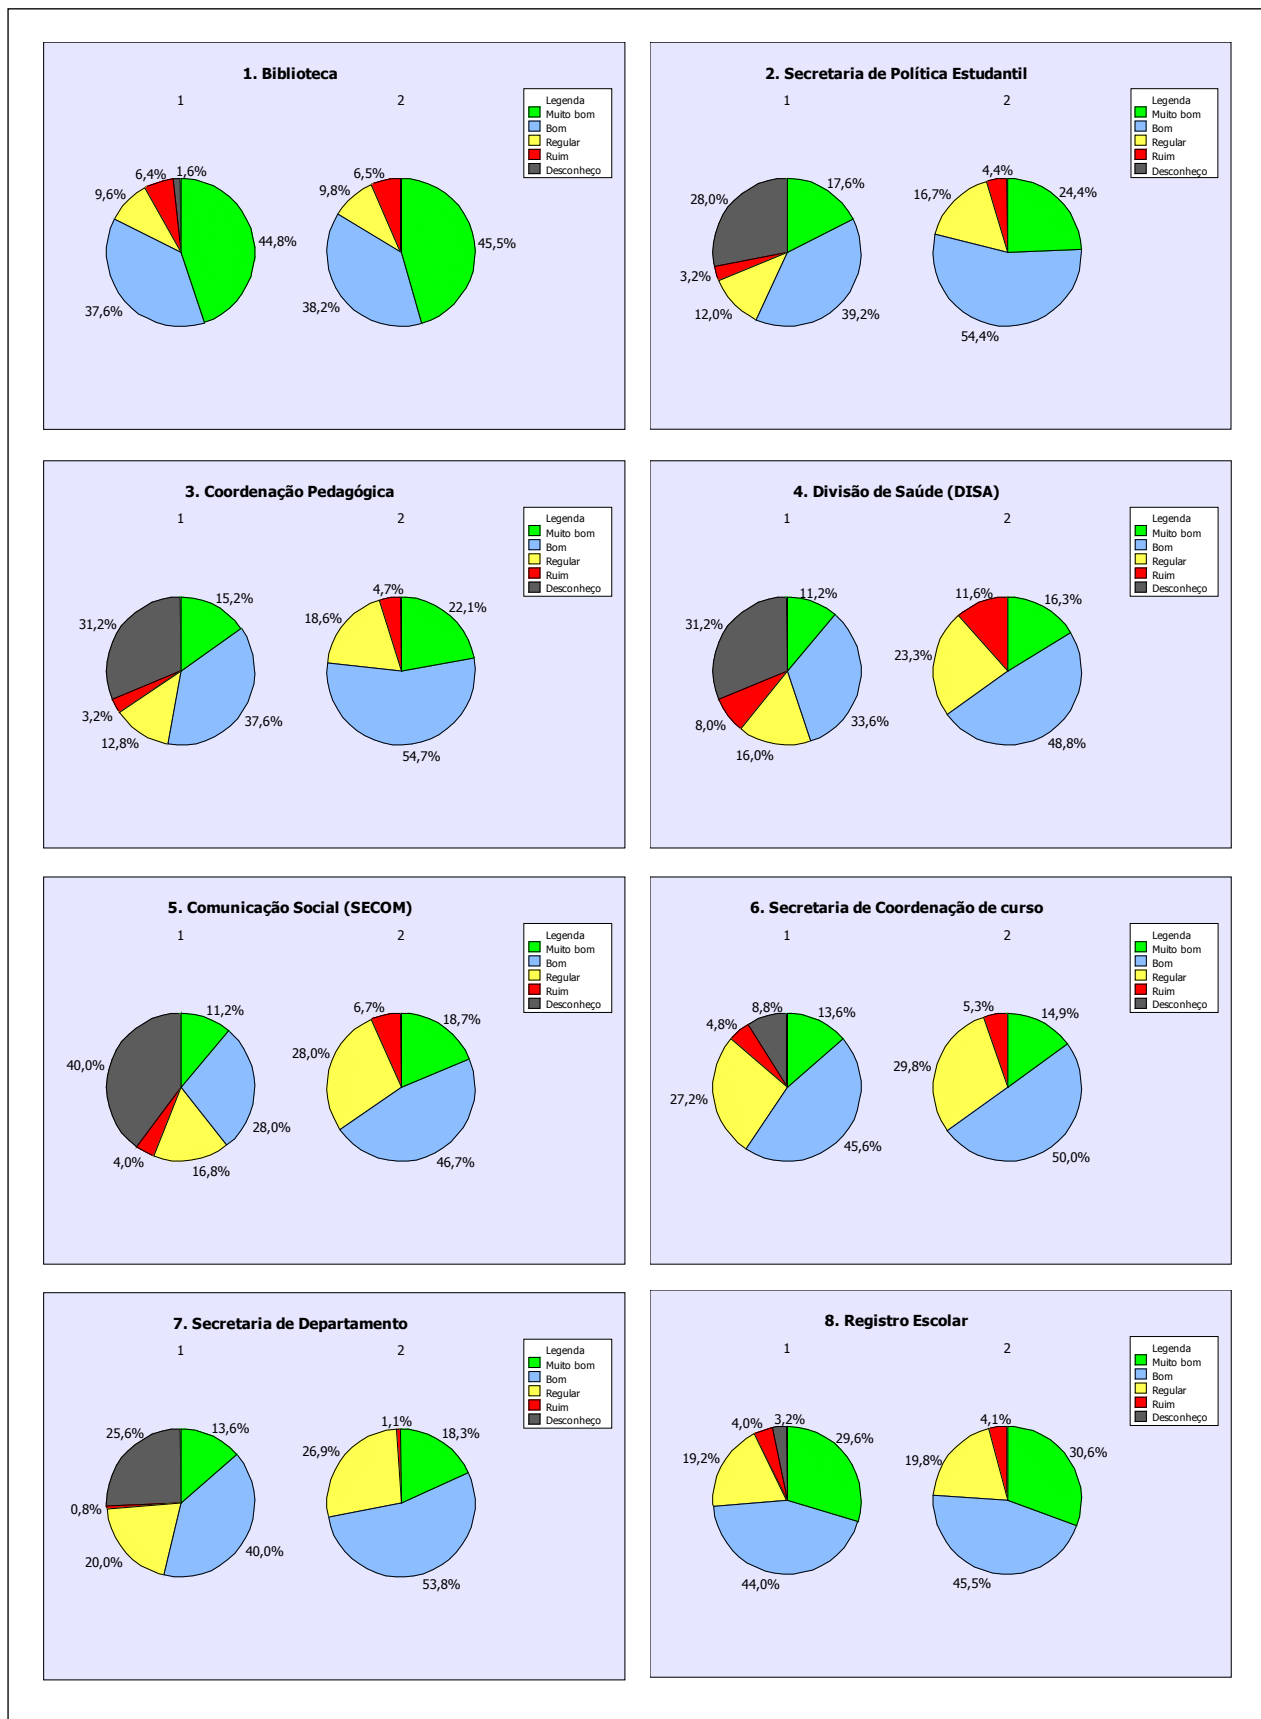 1. Biblioteca
1
2
Legenda
Muito bom
Bom
Regular
Ruim
Desconheço
6,4%
1,6%
9,6%
44,8%
37,6%
6,5%
9,8%
45,5%
38,2%
2. Secretaria de Política Estudantil
1
2
Legenda
Muito bom
Bom
Regular
Ruim
Desconheço
28,0%
17,6%
3,2%
12,0%
39,2%
4,4%
16,7%
24,4%
54,4%
3. Coordenação Pedagógica
1
2
Legenda
Muito bom
Bom
Regular
Ruim
Desconheço
15,2%
31,2%
3,2%
12,8%
37,6%
4,7%
18,6%
22,1%
54,7%
4. Divisão de Saúde (DISA)
1
2
Legenda
Muito bom
Bom
Regular
Ruim
Desconheço
11,2%
31,2%
8,0%
16,0%
33,6%
11,6%
16,3%
23,3%
48,8%
5. Comunicação Social (SECOM)
1
2
Legenda
Muito bom
Bom
Regular
Ruim
Desconheço
11,2%
40,0%
28,0%
4,0%
16,8%
6,7%
18,7%
28,0%
46,7%
6. Secretaria de Coordenação de curso
1
2
Legenda
Muito bom
Bom
Regular
Ruim
Desconheço
8,8%
4,8%
13,6%
27,2%
45,6%
5,3%
14,9%
29,8%
50,0%
7. Secretaria de Departamento
1
2
Legenda
Muito bom
Bom
Regular
Ruim
Desconheço
25,6%
13,6%
0,8%
20,0%
40,0%
1,1%
26,9%
18,3%
53,8%
8. Registro Escolar
1
2
Legenda
Muito bom
Bom
Regular
Ruim
Desconheço
4,0%
3,2%
19,2%
29,6%
44,0%
4,1%
19,8%
30,6%
45,5%